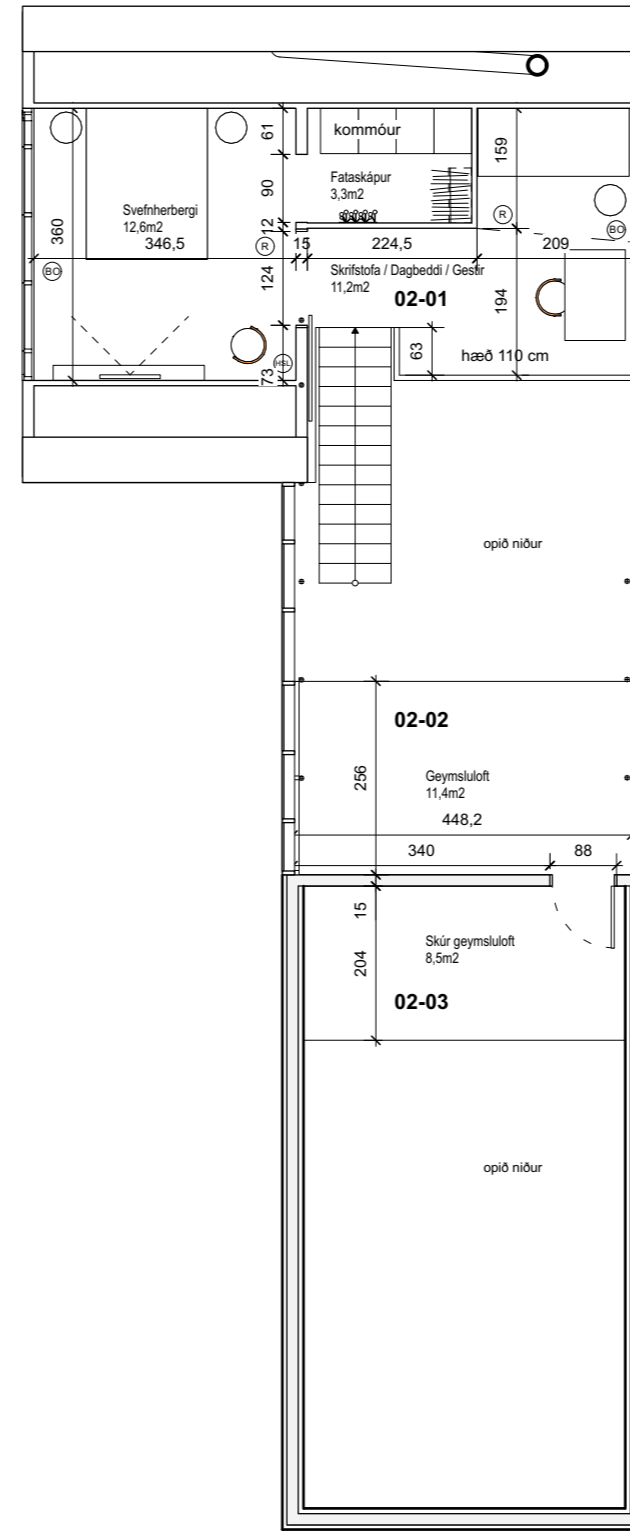 kommóur
61
159
Fataskápur
3,3m2
90
R
Svefnherbergi
12,6m2
12
BO
360
346,5
R
15
224,5
209
BO
Skrifstofa / Dagbeddi / Gestir
11,2m2
02-01
124
194
63
hæð 110 cm
HSL
73
opið niður
02-02
256
Geymsluloft
11,4m2
448,2
340
88
15
Skúr geymsluloft
8,5m2
204
02-03
opið niður